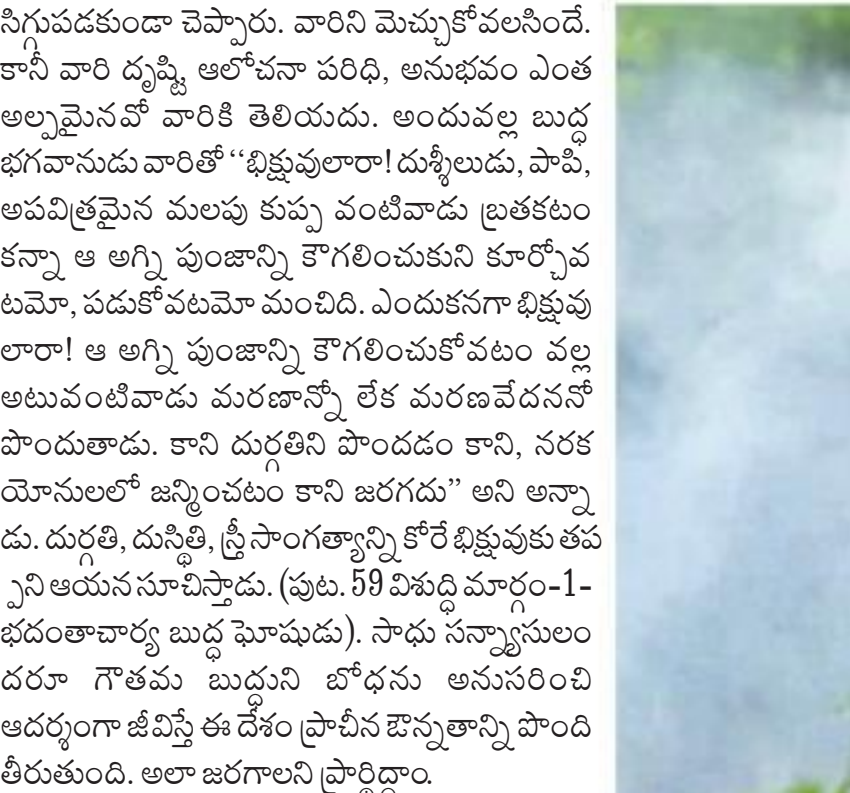 సిగ్గుపడకుండా చెప్పారు. వారిని మెచ్చుకోవలసిందే.
కానీ వారి దృష్టి, ఆలోచనా పరిధి, అనుభవం ఎంత
అల్పమైనవో వారికి తెలియదు. అందువల్ల బుద్ధ
భగవానుడు వారితో “భిక్షువులారా! దుశ్శీలుడు, పాపి,
అపవిత్రమైన మలపు కుప్ప వంటివాడు బ్రతకటం
కన్నా ఆ అగ్ని పుంజాన్ని కౌగలించుకుని కూర్చోవ
టమో, పడుకోవటమో మంచిది. ఎందుకనగా భిక్షువు
లారా! ఆ అగ్ని పుంజాన్ని కౌగలించుకోవటం వల్ల
అటువంటివాడు మరణాన్నో లేక మరణవేదననో
పొందుతాడు. కాని దుర్గతిని పొందడం కాని, నరక
యోనులలో జన్మించటం కాని జరగదు” అని అన్నా
డు. దుర్గతి, దుస్థితి, స్త్రీ సాంగత్యాన్ని కోరే భిక్షువుకు తప
ప్పని ఆయన సూచిస్తాడు. (పుట. 59 విశుద్ధి మార్గం-1-
భదంతాచార్య బుద్ధ ఘోషుడు). సాధు సన్న్యాసులం
దరూ గౌతమ బుద్ధుని బోధను అనుసరించి
ఆదర్శంగా జీవిస్తే ఈ దేశం ప్రాచీన ఔన్నతాన్ని పొంది
తీరుతుంది. అలా జరగాలని ప్రార్థిద్దాం.